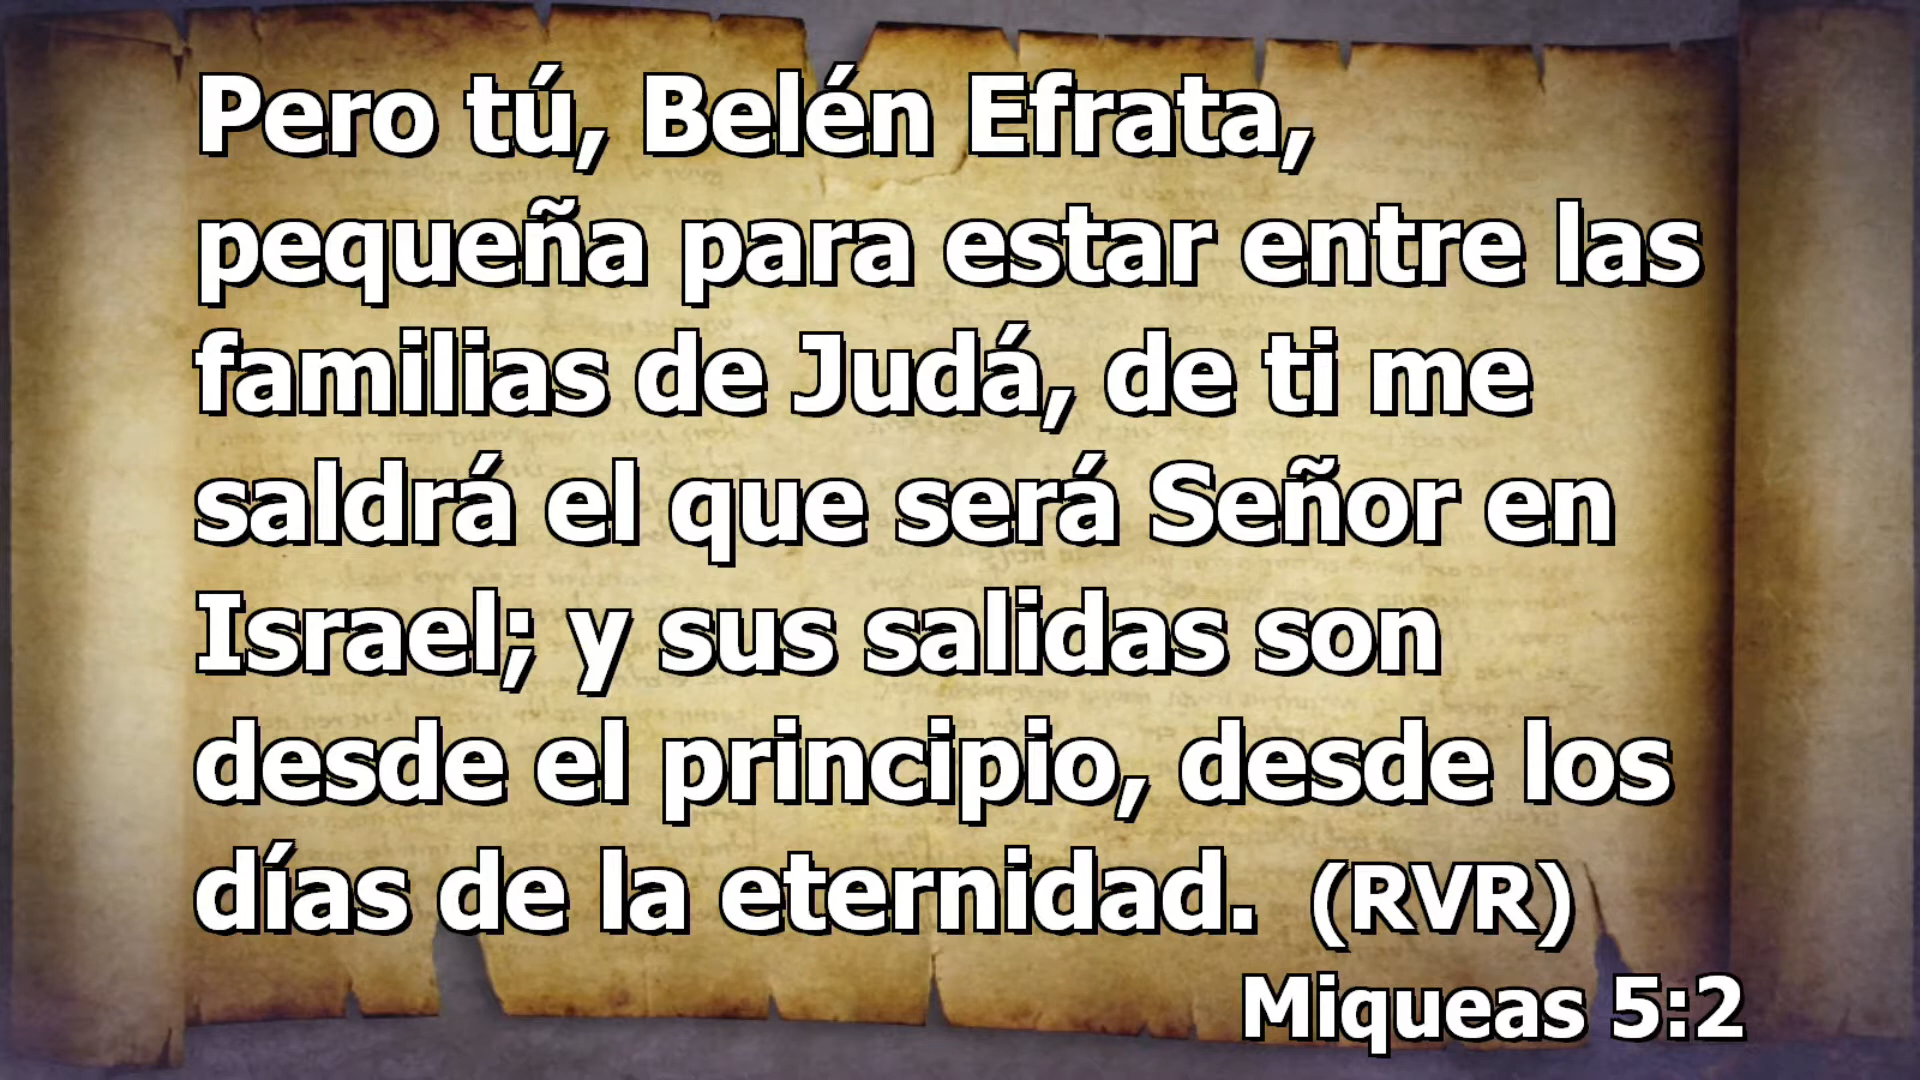 Pero tú, Belén Efrata,
pequeña para estar entre las
familias de Judá, de ti me
saldrá el que será Señor en
Israel; y sus salidas son
desde el principio, desde los
días de la eternidad. (RVR)
Miqueas 5:2